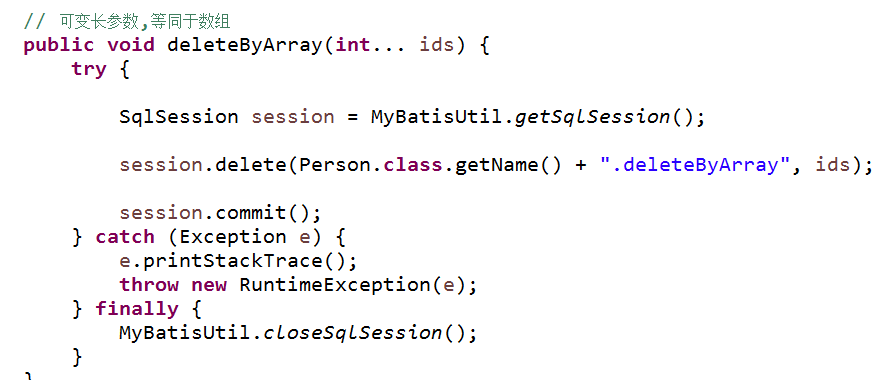 // 可变长参数,等同于数组
public void deleteByArray(int... ids) {
try {
SqlSession session = MyBatisUtil.getSqlSession();
session.delete(Person.class.getName() + ".deleteByArray", ids);
session.commit();
} catch (Exception e) {
e.printStackTrace();
throw new RuntimeException(e);
} finally {
MyBatisUtil.closeSqlSession();
}
}